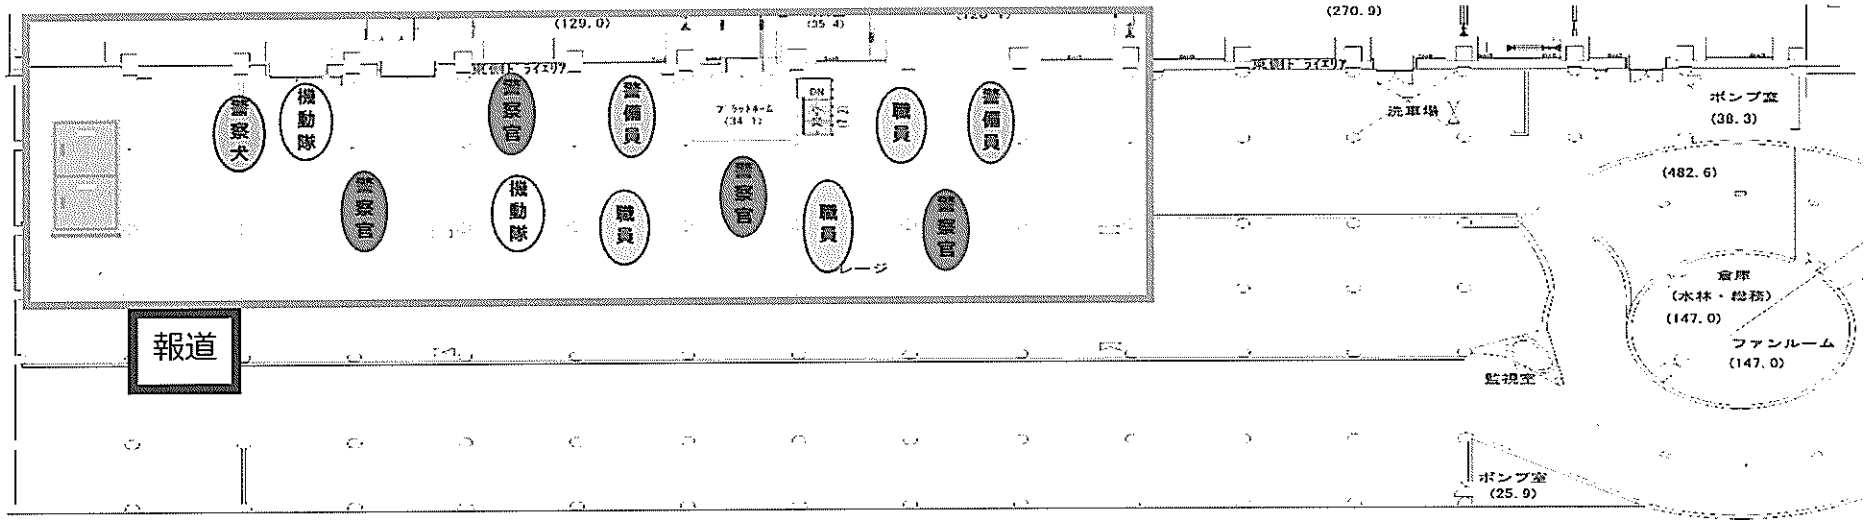 (129.0)
(35.4)
(270.9)
東側ドライエリア
東側ドライエリア
警察犬
機動隊
警察官
警備員
プラットホーム
(34.1)
DN
職員
警備員
洗車場
ポンプ室
(38.3)
警察官
機動隊
職員
警察官
職員
警察官
レージ
(482.6)
倉庫
(水林・総務)
(147.0)
ファンルーム
(147.0)
報道
監視室
ポンプ室
(25.9)